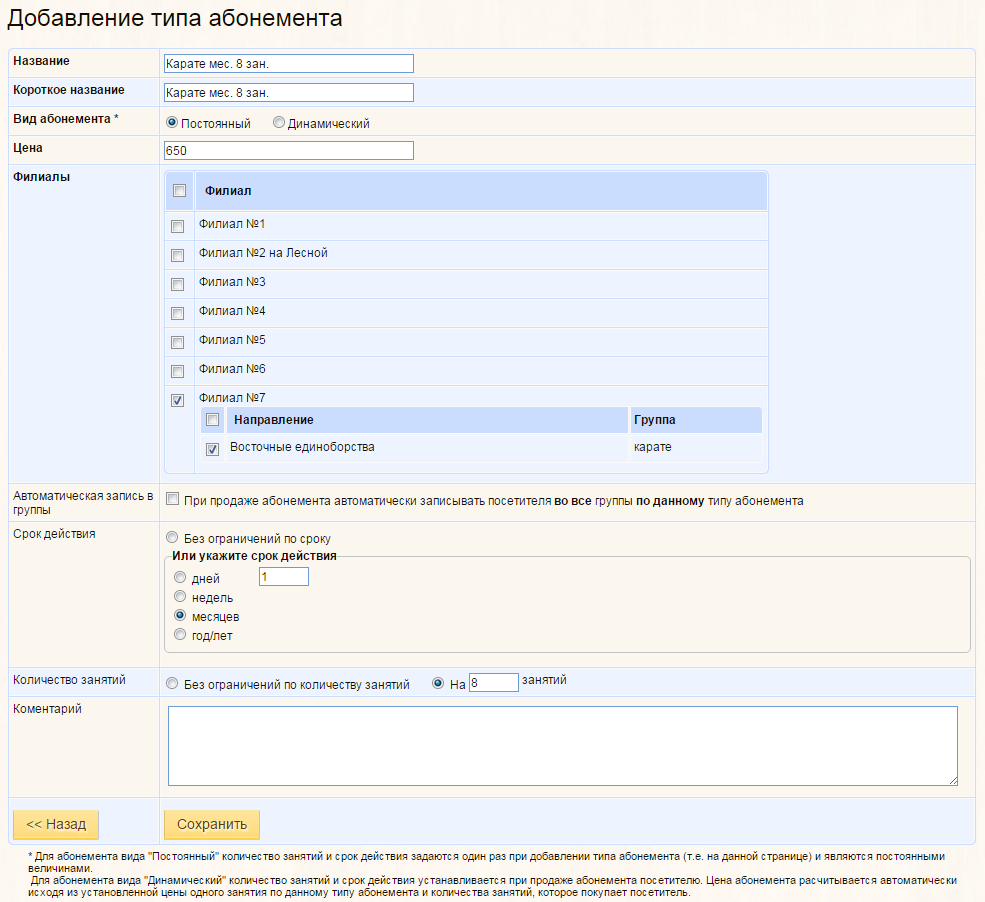 Добавление типа абонемента
Название
Карате мес. 8 зан.
Короткое название
Карате мес. 8 зан.
Вид абонемента *
Постоянный Динамический
Цена
650
Филиалы
Филиал
Филиал №1
Филиал №2 на Лесной
Филиал №3
Филиал №4
Филиал №5
Филиал №6
Филиал №7
Направление Группа
Восточные единоборства карате
Автоматическая запись в
группы
При продаже абонемента автоматически записывать посетителя во все группы по данному типу абонемента
Срок действия
Без ограничений по сроку
Или укажите срок действия
дней 1
недель
месяцев
год/лет
Количество занятий
Без ограничений по количеству занятий На 8 занятий
Коментарий
<< Назад Сохранить
* Для абонемента вида "Постоянный" количество занятий и срок действия задаются один раз при добавлении типа абонемента (т.е. на данной странице) и являются постоянными
величинами.
Для абонемента вида "Динамический" количество занятий и срок действия устанавливается при продаже абонемента посетителю. Цена абонемента расчитывается автоматически
исходя из установленной цены одного занятия по данному типу абонемента и количества занятий, которое покупает посетитель.